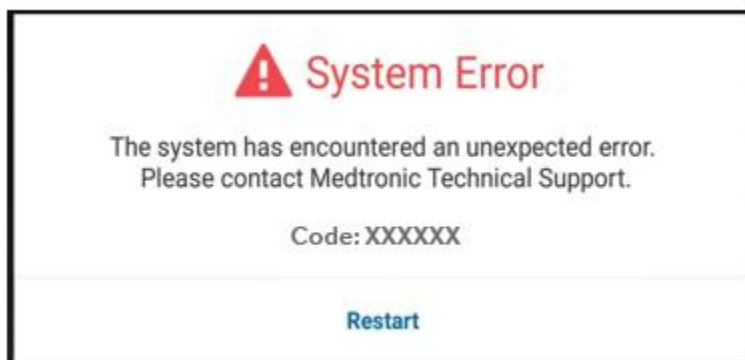 System Error
The system has encountered an unexpected error.
Please contact Medtronic Technical Support.
Code: XXXXXX
Restart